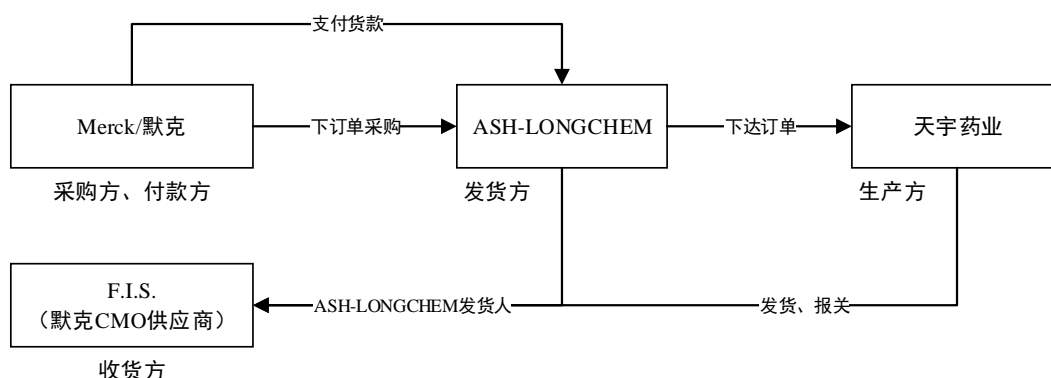 支付货款
Merck/默克
下订单采购
ASH-LONGCHEM
下达订单
天宇药业
采购方、付款方
发货方
生产方
F.I.S.
（默克CMO供应商）
ASH-LONGCHEM发货人
发货、报关
收货方